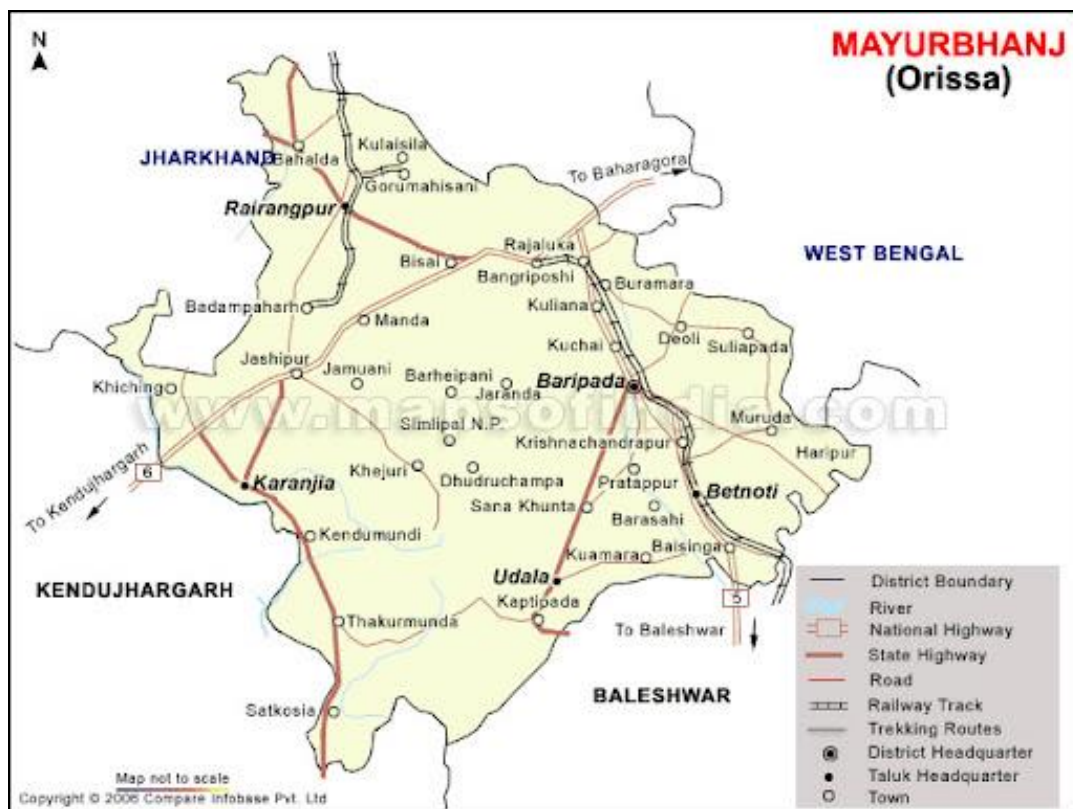 N
MAYURBHANJ
(Orissa)
JHARKHAND
Bahalda
Kulaisila
Gorumahisani
To Baharagora
Rairangpur
WEST BENGAL
Bisai
Rajaluka
Bangriposhi
Buramara
Badampaharh
Kuliana
Manda
Deoli
Suliapada
Kuchai
Jashipur
Jamuani
Barheipani
Jaranda
Baripada
Khiching
www.mapsofindia.com
Muruda
Simlipal N.P.
Krishnachandrapur
Haripur
6
Khejuri
Dhudruchampa
Pratappur
To Kendujhargarh
Karanjia
Betnoti
Sana Khunta
Barasahi
Kendumundi
Kuamara
Baisinga
KENDUJHARGARH
Udala
5
Kaptipada
Thakurmunda
To Baleshwar
BALESHWAR
Satkosia
District Boundary
River
National Highway
State Highway
Road
Railway Track
Trekking Routes
District Headquarter
Taluk Headquarter
Town
Map not to scale
Copyright © 2006 Compare Infobase Pvt. Ltd